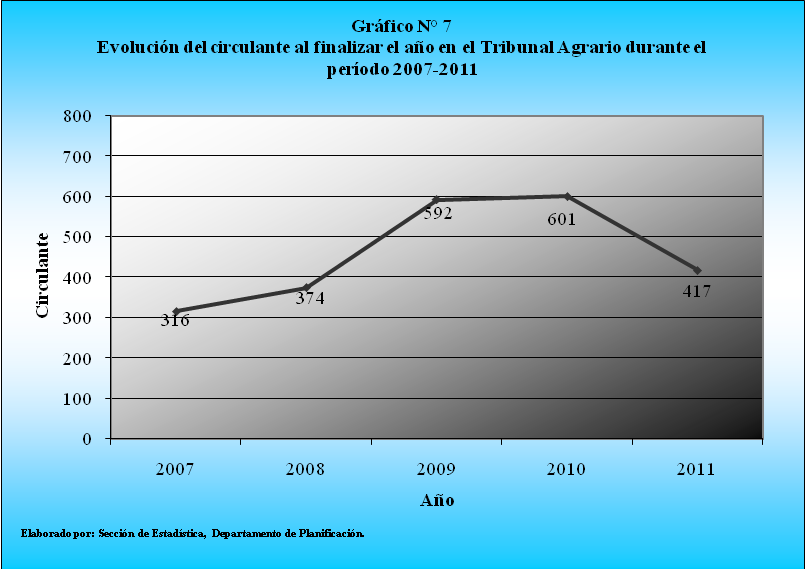 Gráfico N° 7
Evolución del circulante al finalizar el año en el Tribunal Agrario durante el
período 2007-2011
800
700
600
500
400
300
200
100
0
Circulante
316
374
592
601
417
2007 2008 2009 2010 2011
Año
Elaborado por: Sección de Estadística, Departamento de Planificación.